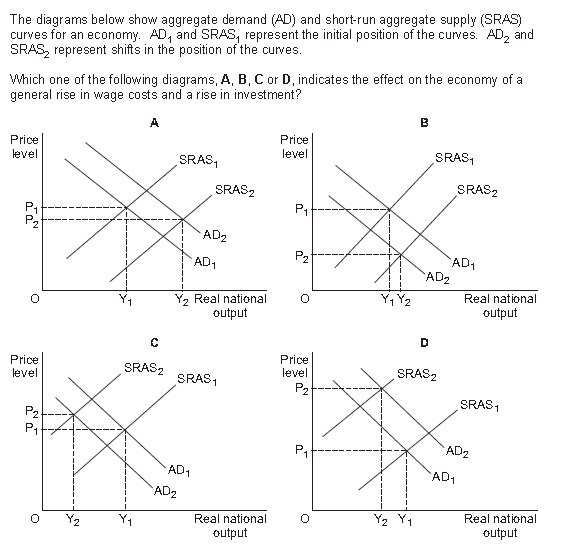 The diagrams below show aggregate demand (AD) and short-run aggregate supply (SRAS)
curves for an economy. AD₁ and SRAS₁ represent the initial position of the curves. AD₂ and
SRAS₂ represent shifts in the position of the curves.
Which one of the following diagrams, A, B, C or D, indicates the effect on the economy of a
general rise in wage costs and a rise in investment?
A
Price
level
SRAS₁
SRAS₂
P₁
P₂
AD₂
AD₁
O
Y₁
Y₂
Real national
output
B
Price
level
SRAS₁
SRAS₂
P₁
P₂
AD₁
AD₂
O
Y₁
Y₂
Real national
output
C
Price
level
SRAS₂
SRAS₁
P₂
P₁
AD₁
AD₂
O
Y₂
Y₁
Real national
output
D
Price
level
P₂
SRAS₂
SRAS₁
P₁
AD₂
AD₁
O
Y₂
Y₁
Real national
output